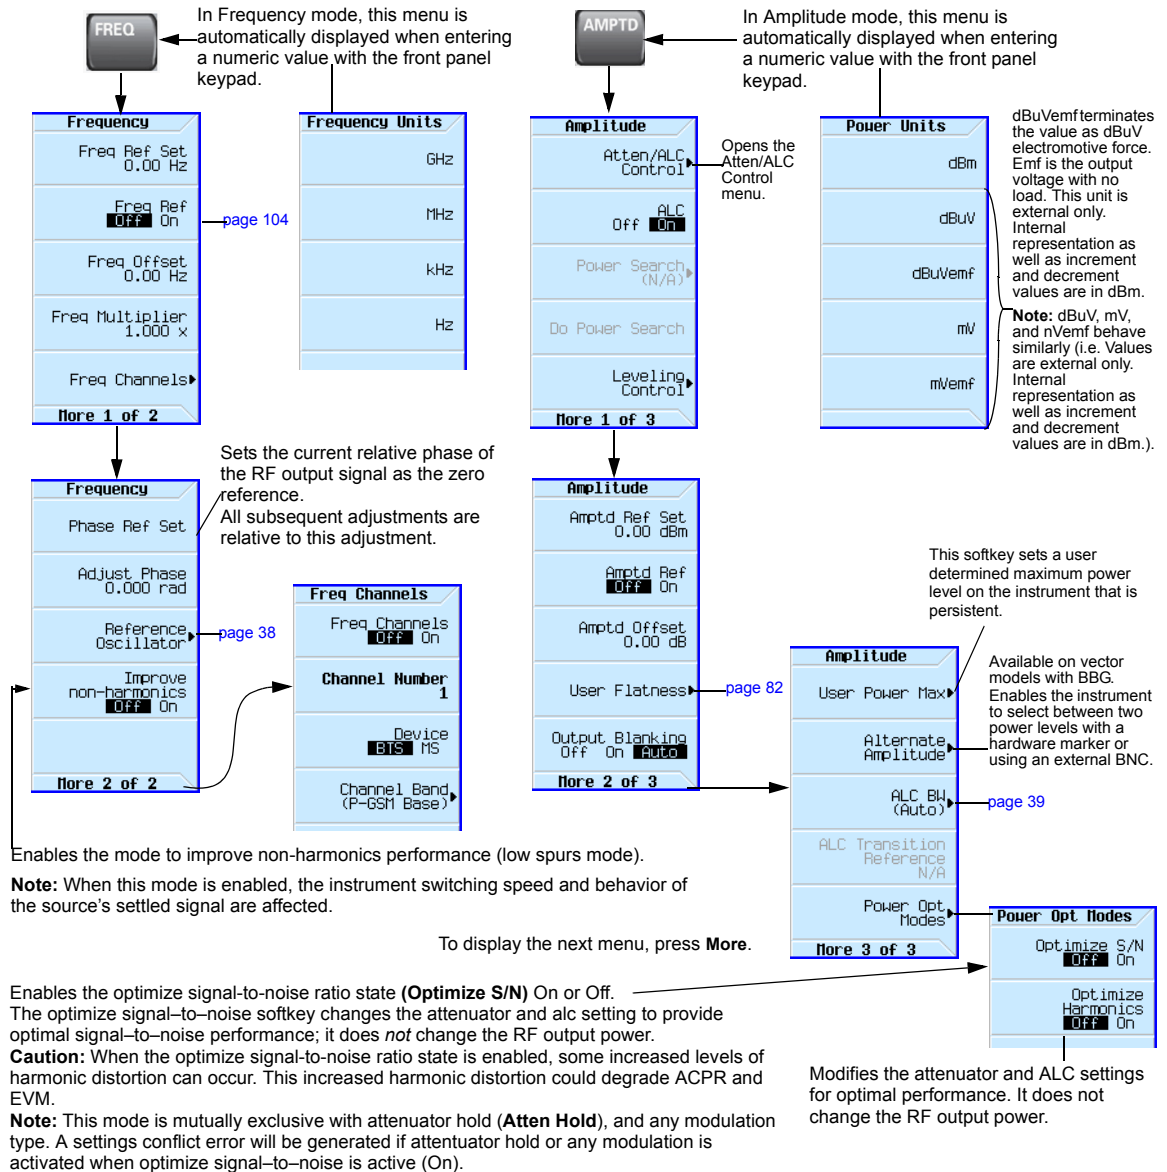 FREQ
In Frequency mode, this menu is
automatically displayed when entering
a numeric value with the front panel
keypad.
Frequency
Freq Ref Set
0.00 Hz
Freq Ref
Off On
page 104
Freq Offset
0.00 Hz
Freq Multiplier
1.000 x
Freq Channels
More 1 of 2
Frequency Units
GHz
MHz
kHz
Hz
AMPTD
In Amplitude mode, this menu is
automatically displayed when entering
a numeric value with the front panel
keypad.
Amplitude
Atten/ALC
Control
Opens the
Atten/ALC
Control
menu.
ALC
Off On
Power Search
(N/A)
Do Power Search
Leveling
Control
More 1 of 3
Power Units
dBm
dBuV
dBuVemf
mV
mVemf
dBuVemf terminates
the value as dBuV
electromotive force.
Emf is the output
voltage with no
load. This unit is
external only.
Internal
representation as
well as increment
and decrement
values are in dBm.
Note: dBuV, mV,
and nVemf behave
similarly (i.e. Values
are external only.
Internal
representation as
well as increment
and decrement
values are in dBm.).
Frequency
Phase Ref Set
Adjust Phase
0.000 rad
Reference
Oscillator
page 38
Improve
non-harmonics
Off On
More 2 of 2
Sets the current relative phase of
the RF output signal as the zero
reference.
All subsequent adjustments are
relative to this adjustment.
Freq Channels
Freq Channels
Off On
Channel Number
1
Device
BTS MS
Channel Band
(P-GSM Base)
Amplitude
Amptd Ref Set
0.00 dBm
Amptd Ref
Off On
Amptd Offset
0.00 dB
User Flatness
page 82
Output Blanking
Off On Auto
More 2 of 3
This softkey sets a user
determined maximum power
level on the instrument that is
persistent.
Amplitude
User Power Max
Alternate
Amplitude
Available on vector
models with BBG.
Enables the instrument
to select between two
power levels with a
hardware marker or
using an external BNC.
ALC BW
(Auto)
page 39
ALC Transition
Reference
N/A
Power Opt
Modes
More 3 of 3
Power Opt Modes
Optimize S/N
Off On
Optimize
Harmonics
Off On
Enables the mode to improve non-harmonics performance (low spurs mode).
Note: When this mode is enabled, the instrument switching speed and behavior of
the source's settled signal are affected.
To display the next menu, press More.
Enables the optimize signal-to-noise ratio state (Optimize S/N) On or Off.
The optimize signal–to–noise softkey changes the attenuator and alc setting to provide
optimal signal–to–noise performance; it does not change the RF output power.
Caution: When the optimize signal-to-noise ratio state is enabled, some increased levels of
harmonic distortion can occur. This increased harmonic distortion could degrade ACPR and
EVM.
Note: This mode is mutually exclusive with attenuator hold (Atten Hold), and any modulation
type. A settings conflict error will be generated if attentuator hold or any modulation is
activated when optimize signal–to–noise is active (On).
Modifies the attenuator and ALC settings
for optimal performance. It does not
change the RF output power.